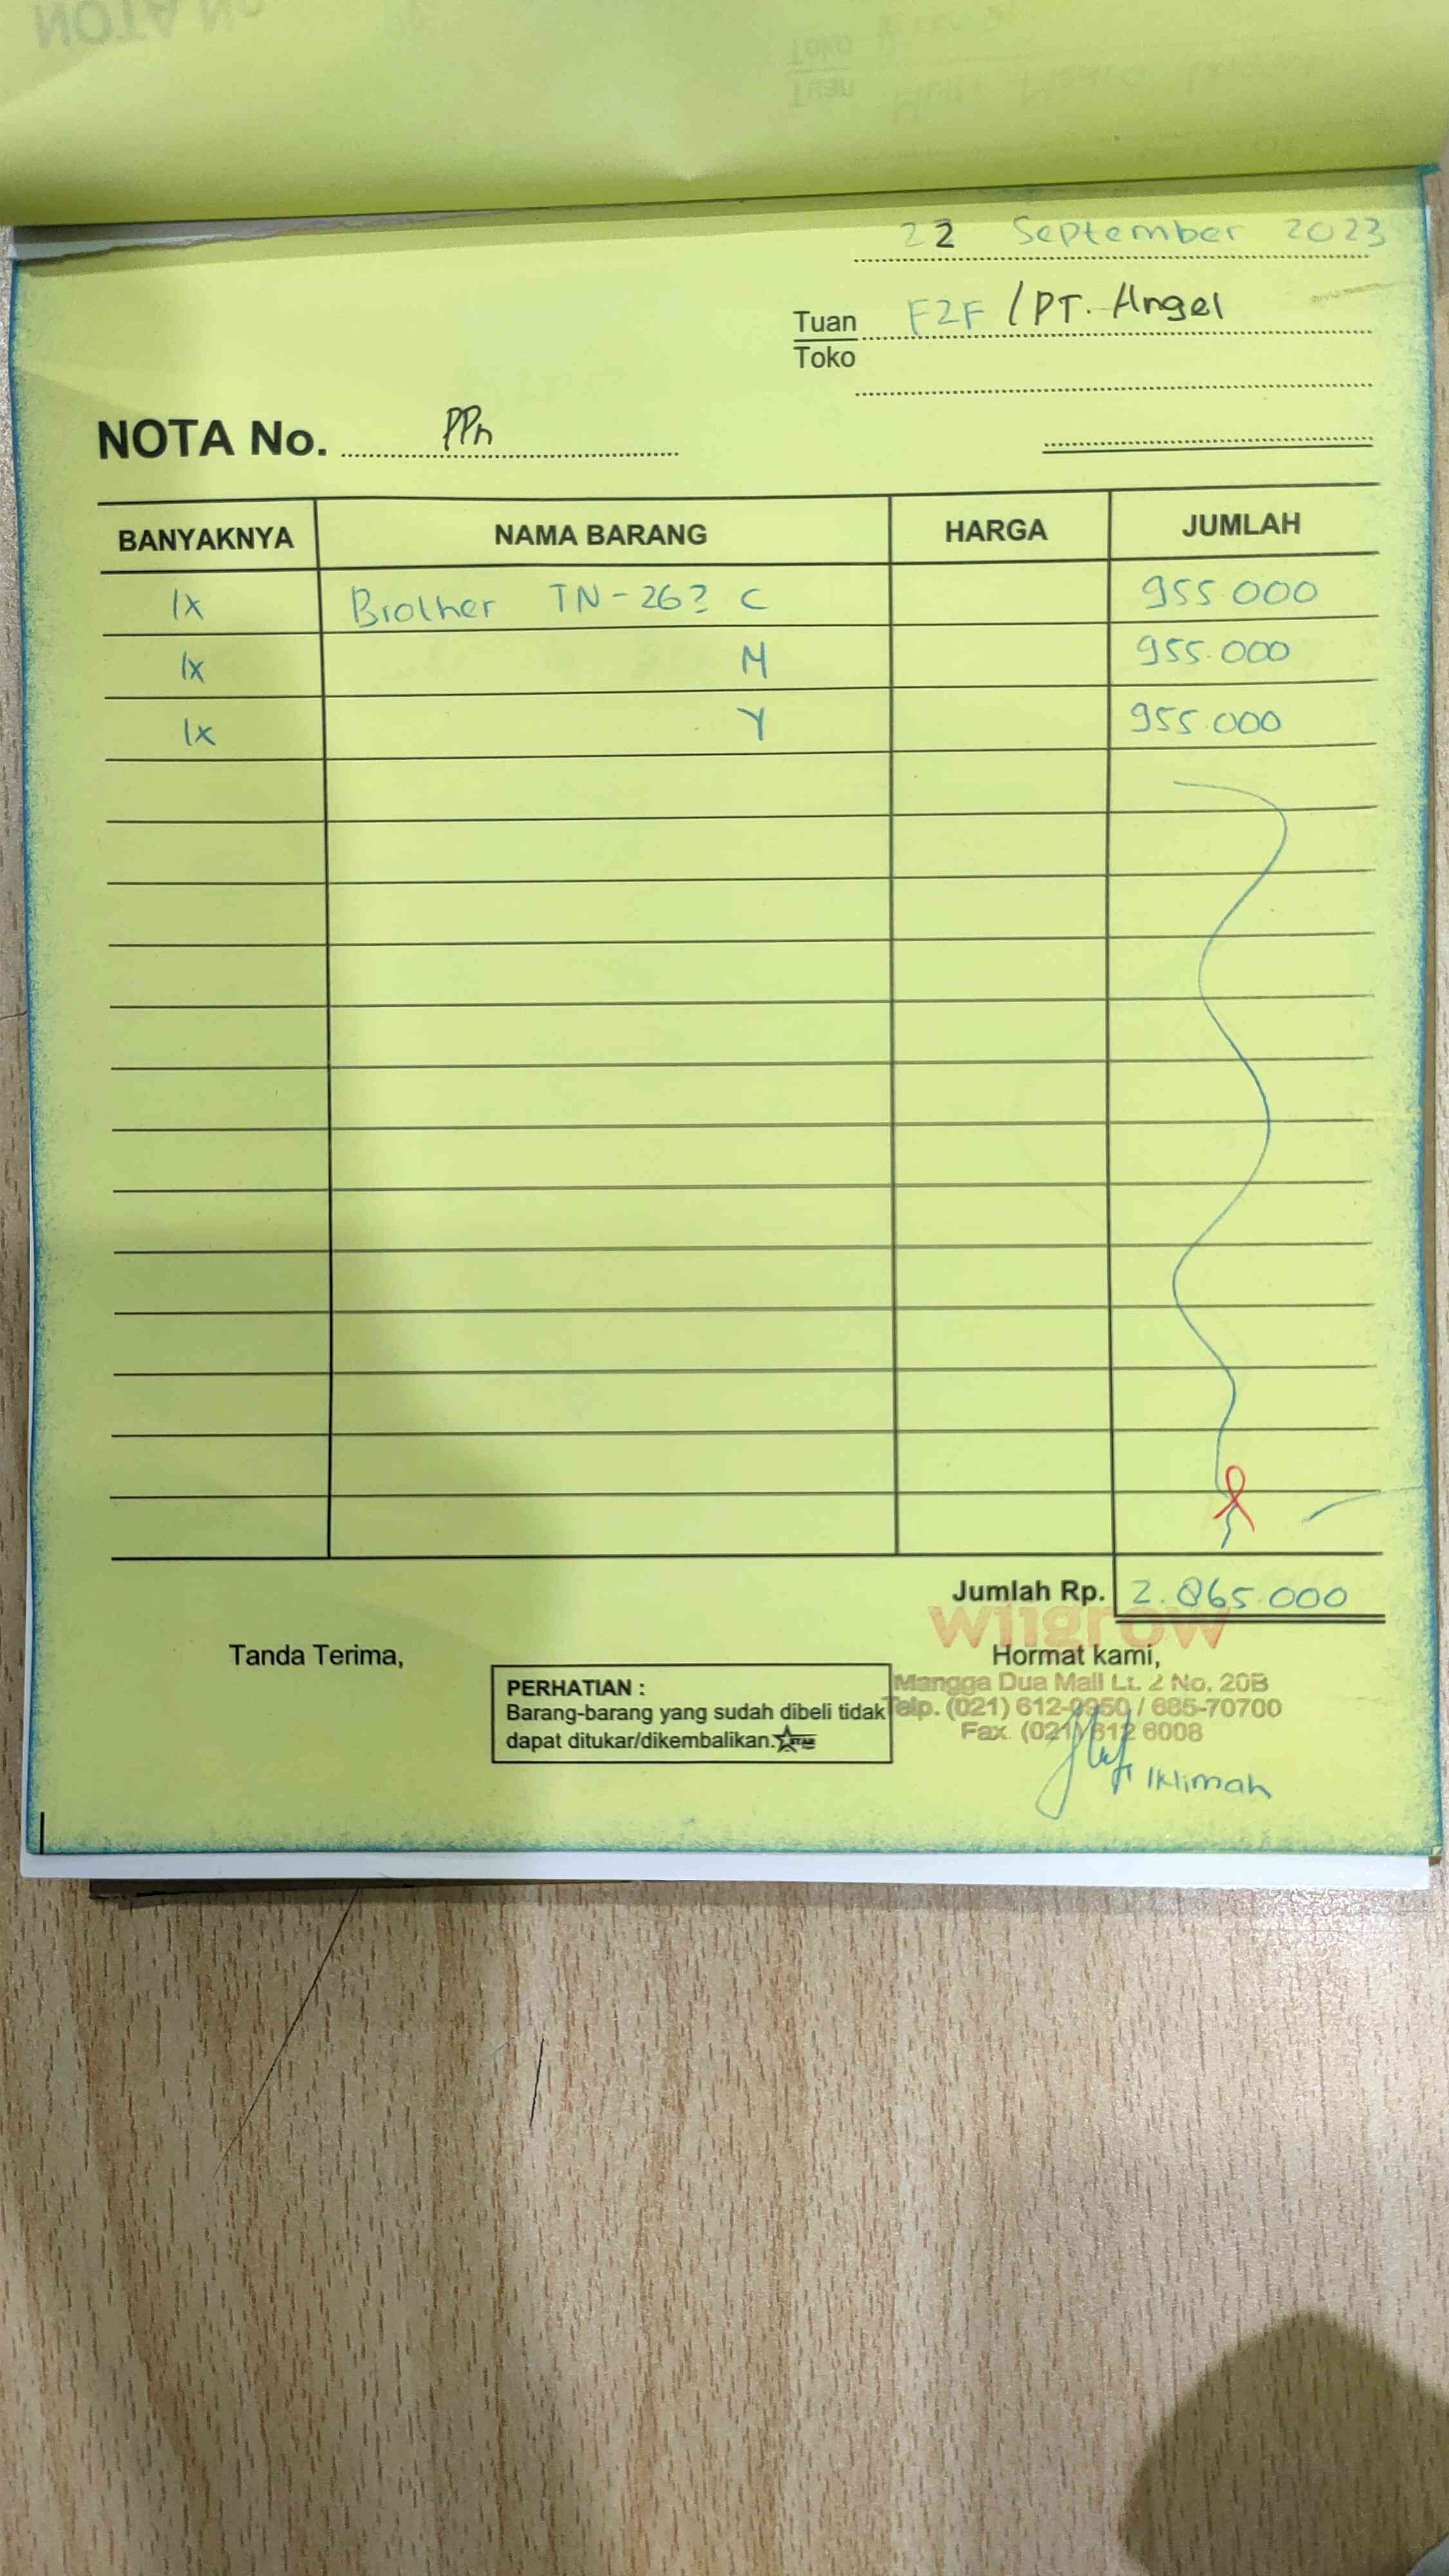 22 September 2023
Tuan F2F / PT. Angel
Toko
NOTA No. PPn
BANYAKNYA NAMA BARANG HARGA JUMLAH
1x Brother TN-263 C 955.000
1x M 955.000
1x Y 955.000
Jumlah Rp. 2.865.000
wiigrow
Tanda Terima, Hormat kami,
PERHATIAN :
Barang-barang yang sudah dibeli tidak
dapat ditukar/dikembalikan.
Mangga Dua Mall Lt. 2 No. 20B
Telp. (021) 612-9950 / 685-70700
Fax. (021) 612 6008
Iklimah